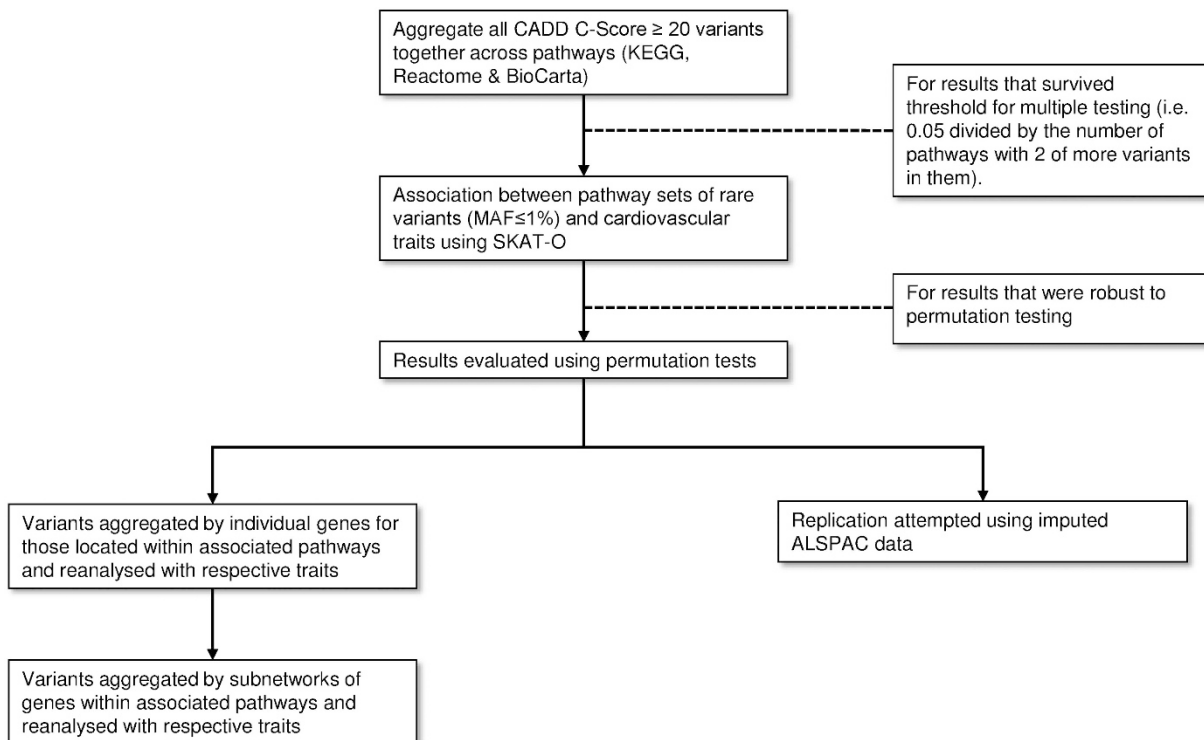 Aggregate all CADD C-Score ≥ 20 variants
together across pathways (KEGG,
Reactome & BioCarta)
For results that survived
threshold for multiple testing (i.e.
0.05 divided by the number of
pathways with 2 of more variants
in them).
Association between pathway sets of rare
variants (MAF≤1%) and cardiovascular
traits using SKAT-O
For results that were robust to
permutation testing
Results evaluated using permutation tests
Variants aggregated by individual genes for
those located within associated pathways
and reanalysed with respective traits
Replication attempted using imputed
ALSPAC data
Variants aggregated by subnetworks of
genes within associated pathways and
reanalysed with respective traits